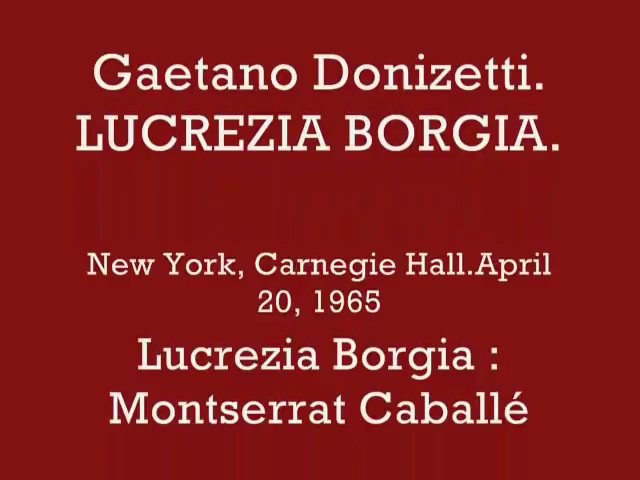 Gaetano Donizetti.
LUCREZIA BORGIA.
New York, Carnegie Hall.April
20, 1965
Lucrezia Borgia :
Montserrat Caballé